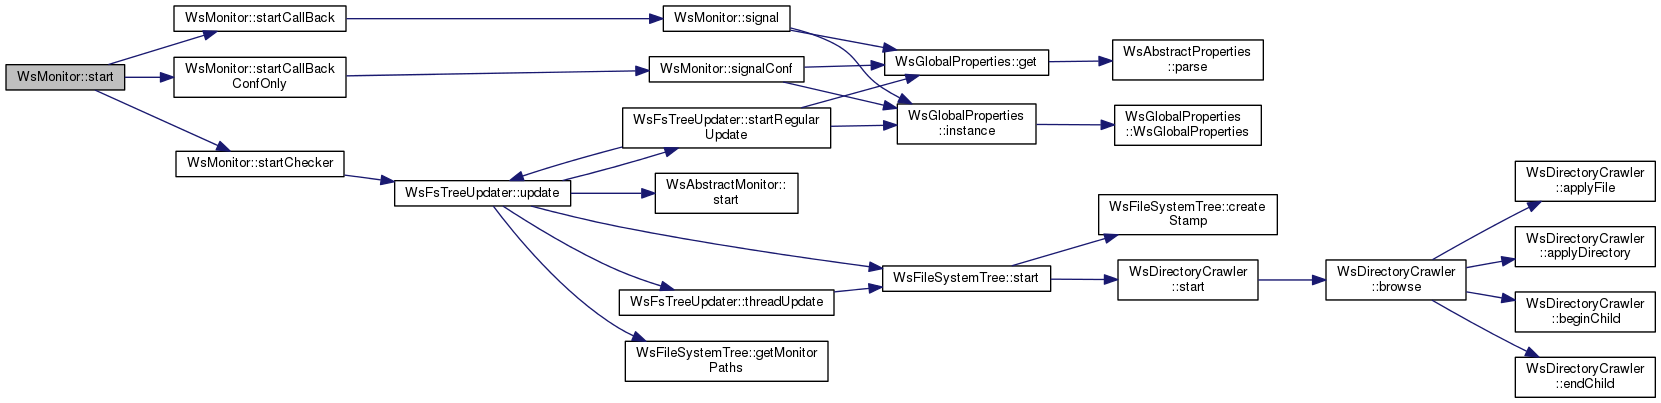 WsMonitor::start
WsMonitor::startCallBack
WsMonitor::startCallBack
ConfOnly
WsMonitor::startChecker
WsMonitor::signal
WsMonitor::signalConf
WsFsTreeUpdater::startRegular
Update
WsFsTreeUpdater::update
WsAbstractMonitor::
start
WsFsTreeUpdater::threadUpdate
WsFileSystemTree::getMonitor
Paths
WsGlobalProperties::get
WsGlobalProperties
::instance
WsFileSystemTree::start
WsAbstractProperties
::parse
WsGlobalProperties
::WsGlobalProperties
WsFileSystemTree::create
Stamp
WsDirectoryCrawler
::start
WsDirectoryCrawler
::browse
WsDirectoryCrawler
::applyFile
WsDirectoryCrawler
::applyDirectory
WsDirectoryCrawler
::beginChild
WsDirectoryCrawler
::endChild